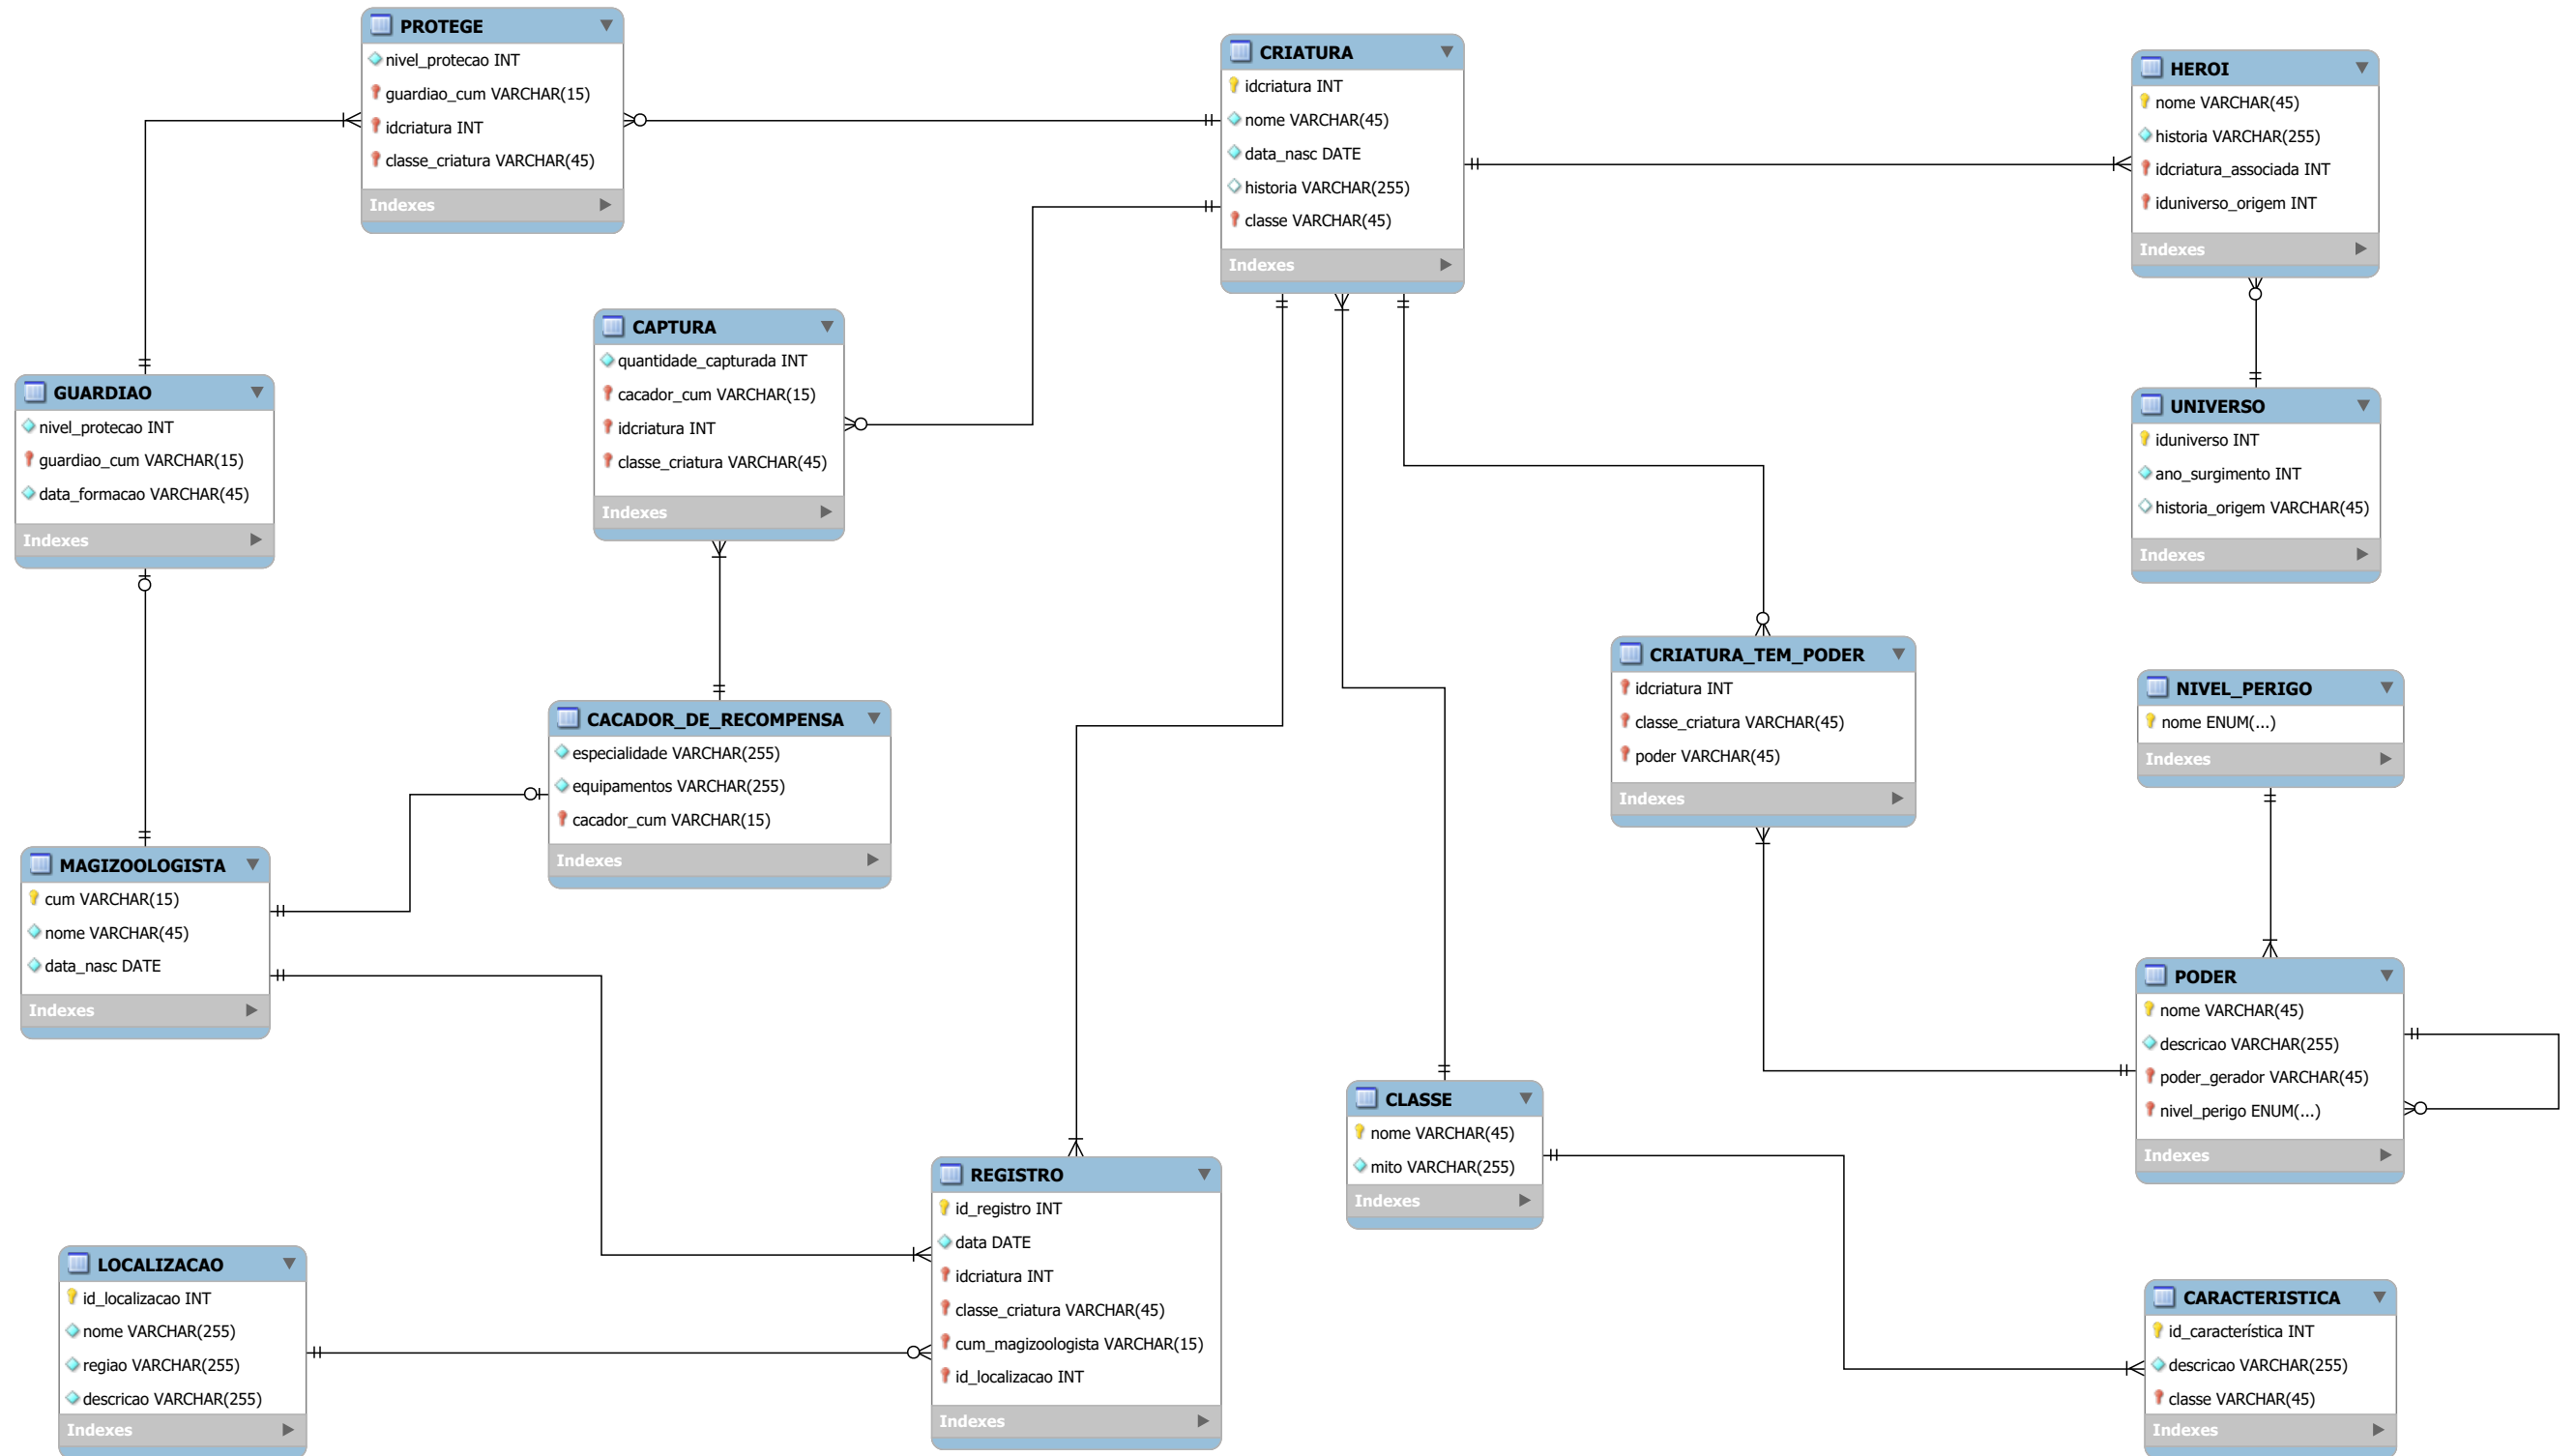 PROTEGE
nivel_protecao INT
guardiao_cum VARCHAR(15)
idcriatura INT
classe_criatura VARCHAR(45)
Indexes
CRIATURA
idcriatura INT
nome VARCHAR(45)
data_nasc DATE
historia VARCHAR(255)
classe VARCHAR(45)
Indexes
HEROI
nome VARCHAR(45)
historia VARCHAR(255)
idcriatura_associada INT
iduniverso_origem INT
Indexes
CAPTURA
quantidade_capturada INT
cacador_cum VARCHAR(15)
idcriatura INT
classe_criatura VARCHAR(45)
Indexes
GUARDIAO
nivel_protecao INT
guardiao_cum VARCHAR(15)
data_formacao VARCHAR(45)
Indexes
UNIVERSO
iduniverso INT
ano_surgimento INT
historia_origem VARCHAR(45)
Indexes
CRIATURA_TEM_PODER
idcriatura INT
classe_criatura VARCHAR(45)
poder VARCHAR(45)
Indexes
NIVEL_PERIGO
nome ENUM(...)
Indexes
CACADOR_DE_RECOMPENSA
especialidade VARCHAR(255)
equipamentos VARCHAR(255)
cacador_cum VARCHAR(15)
Indexes
MAGIZOOLOGISTA
cum VARCHAR(15)
nome VARCHAR(45)
data_nasc DATE
Indexes
PODER
nome VARCHAR(45)
descricao VARCHAR(255)
poder_gerador VARCHAR(45)
nivel_perigo ENUM(...)
Indexes
CLASSE
nome VARCHAR(45)
mito VARCHAR(255)
Indexes
REGISTRO
id_registro INT
data DATE
idcriatura INT
classe_criatura VARCHAR(45)
cum_magizoologista VARCHAR(15)
id_localizacao INT
Indexes
LOCALIZACAO
id_localizacao INT
nome VARCHAR(255)
regiao VARCHAR(255)
descricao VARCHAR(255)
Indexes
CARACTERISTICA
id_característica INT
descricao VARCHAR(255)
classe VARCHAR(45)
Indexes